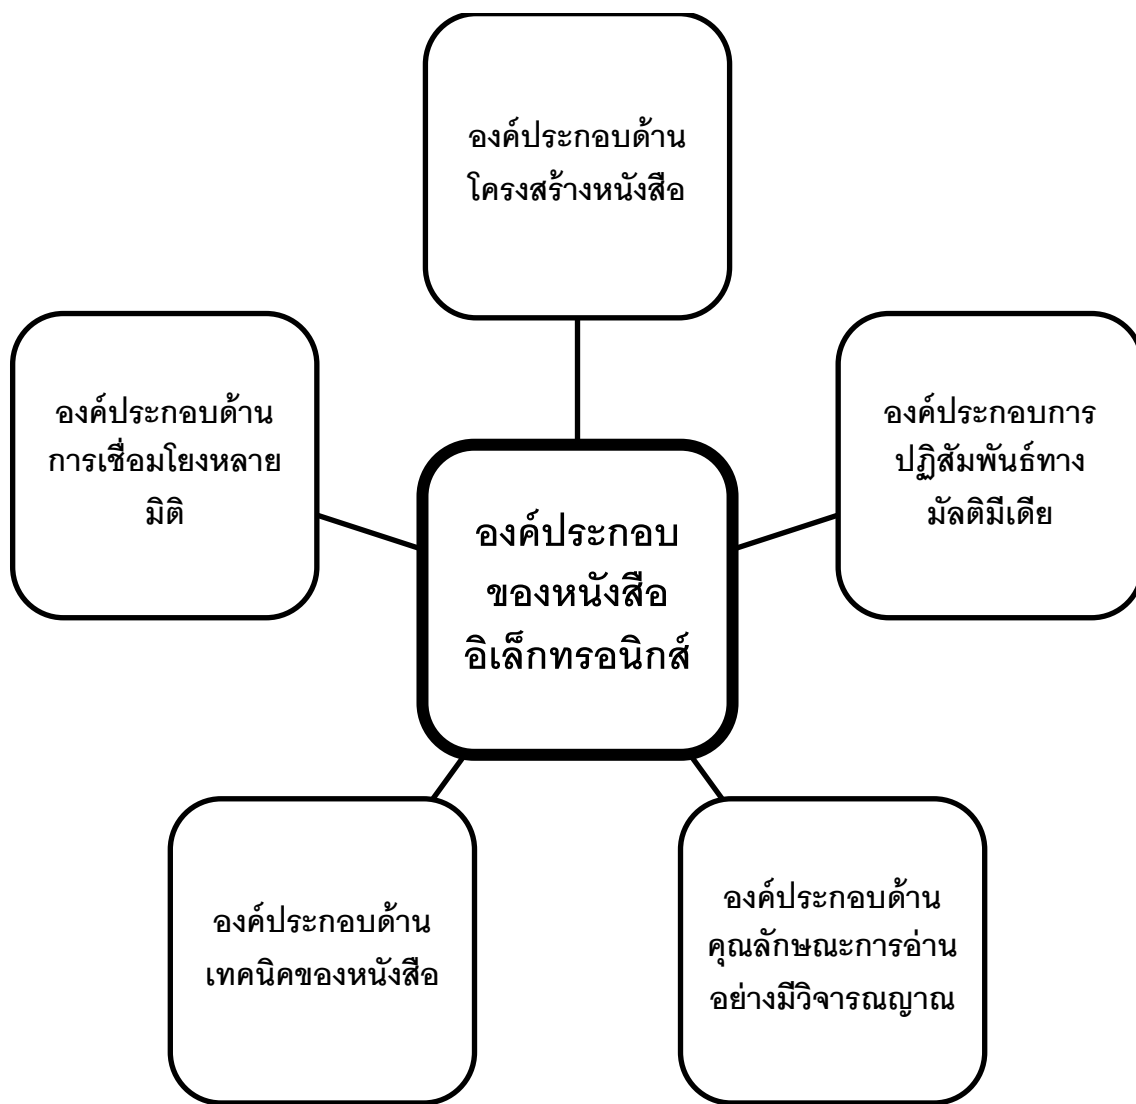 องค์ประกอบด้าน
โครงสร้างหนังสือ
องค์ประกอบด้าน
การเชื่อมโยงหลาย
มิติ
องค์ประกอบการ
ปฏิสัมพันธ์ทาง
มัลติมีเดีย
องค์ประกอบ
ของหนังสือ
อิเล็กทรอนิกส์
องค์ประกอบด้าน
เทคนิคของหนังสือ
องค์ประกอบด้าน
คุณลักษณะการอ่าน
อย่างมีวิจารณญาณ